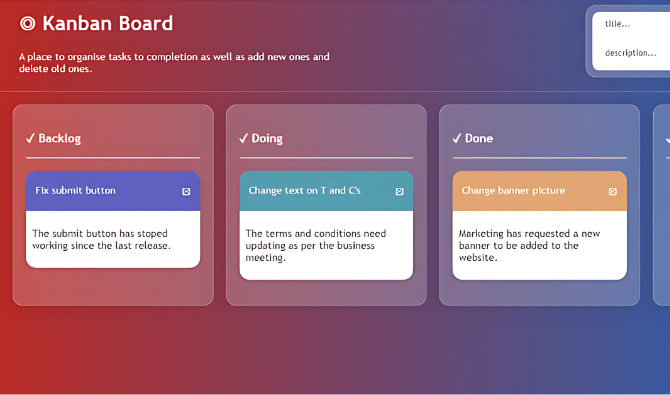 Kanban Board
A place to organise tasks to completion as well as add new ones and
delete old ones.
title...
description...
✓ Backlog
Fix submit button
The submit button has stoped
working since the last release.
✓ Doing
Change text on T and C's
The terms and conditions need
updating as per the business
meeting.
✓ Done
Change banner picture
Marketing has requested a new
banner to be added to the
website.